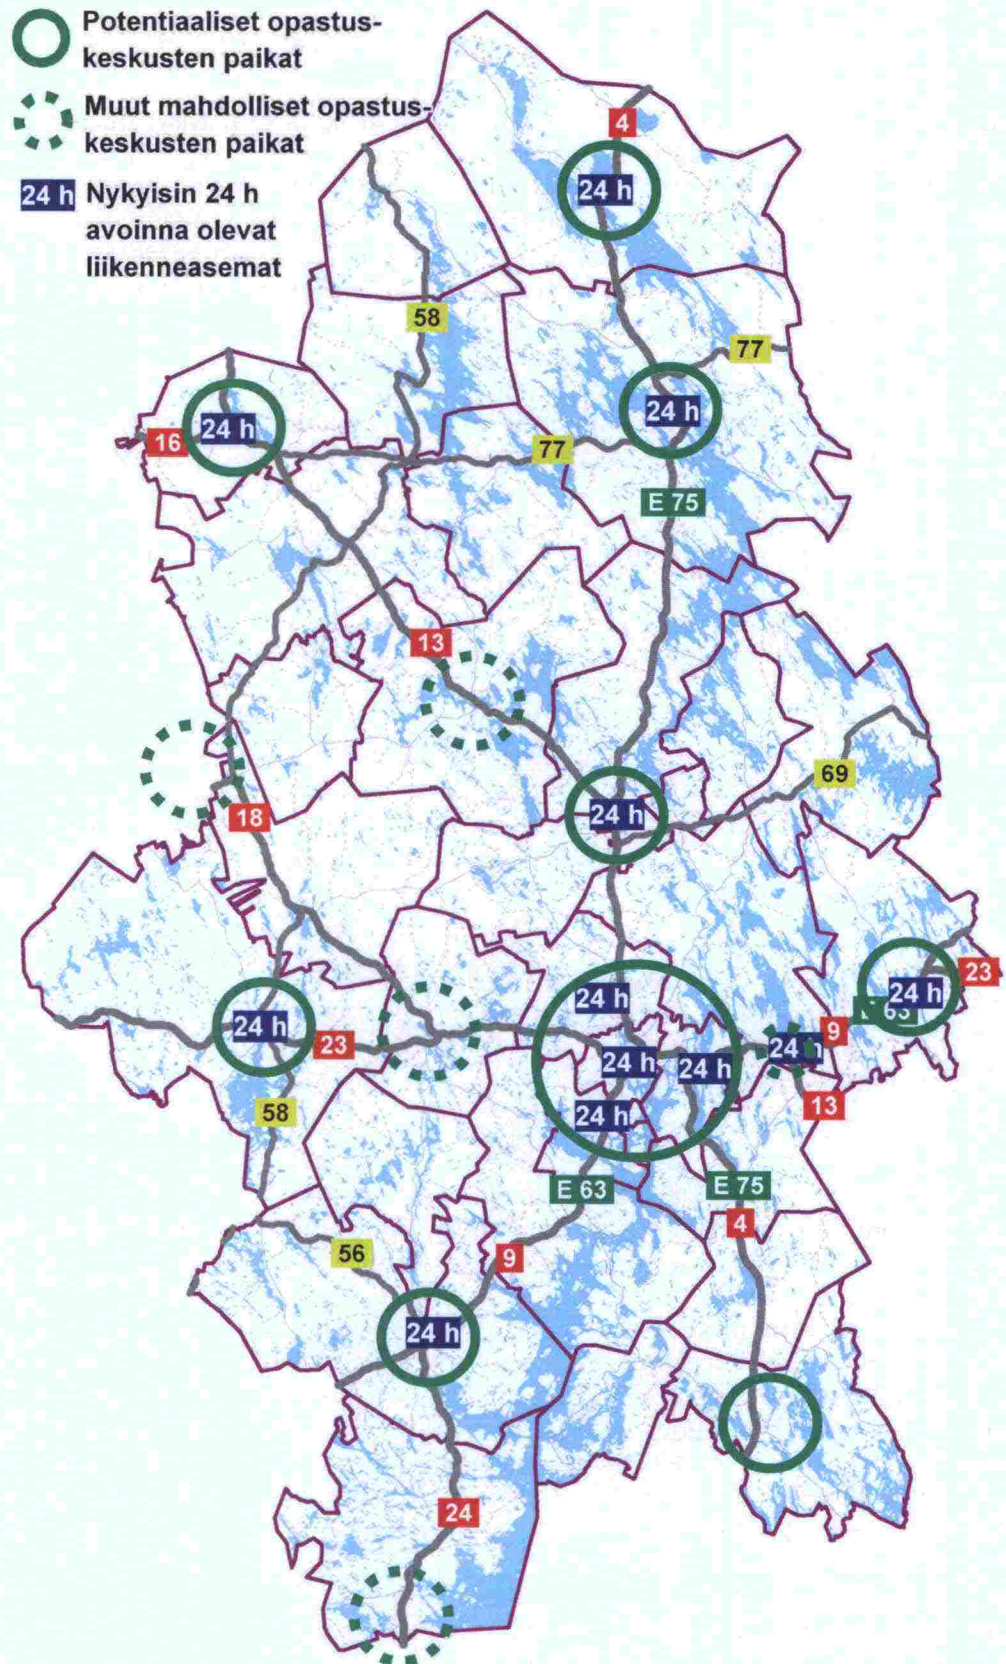 Potentiaaliset opastus-
keskusten paikat
Muut mahdolliset opastus-
keskusten paikat
24 h Nykyisin 24 h
avoinna olevat
liikenneasemat
4
24 h
58
77
24 h
24 h
16
77
E 75
13
69
24 h
18
23
24 h
24 h
63
9
24 h
24 h
23
24 h
24 h
24 h
58
13
24 h
E 63
E 75
4
56
9
24 h
24